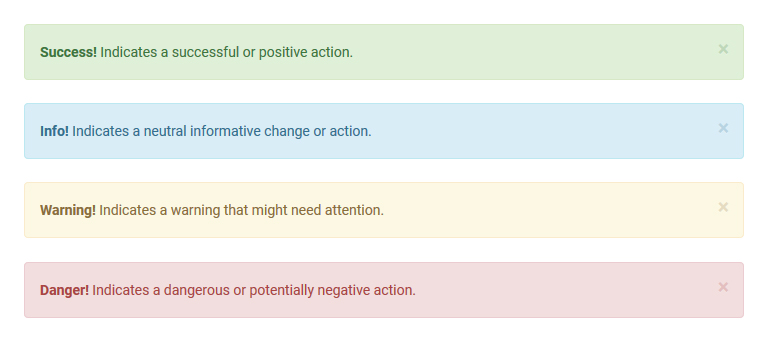 Success! Indicates a successful or positive action. ×
Info! Indicates a neutral informative change or action. ×
Warning! Indicates a warning that might need attention. ×
Danger! Indicates a dangerous or potentially negative action. ×